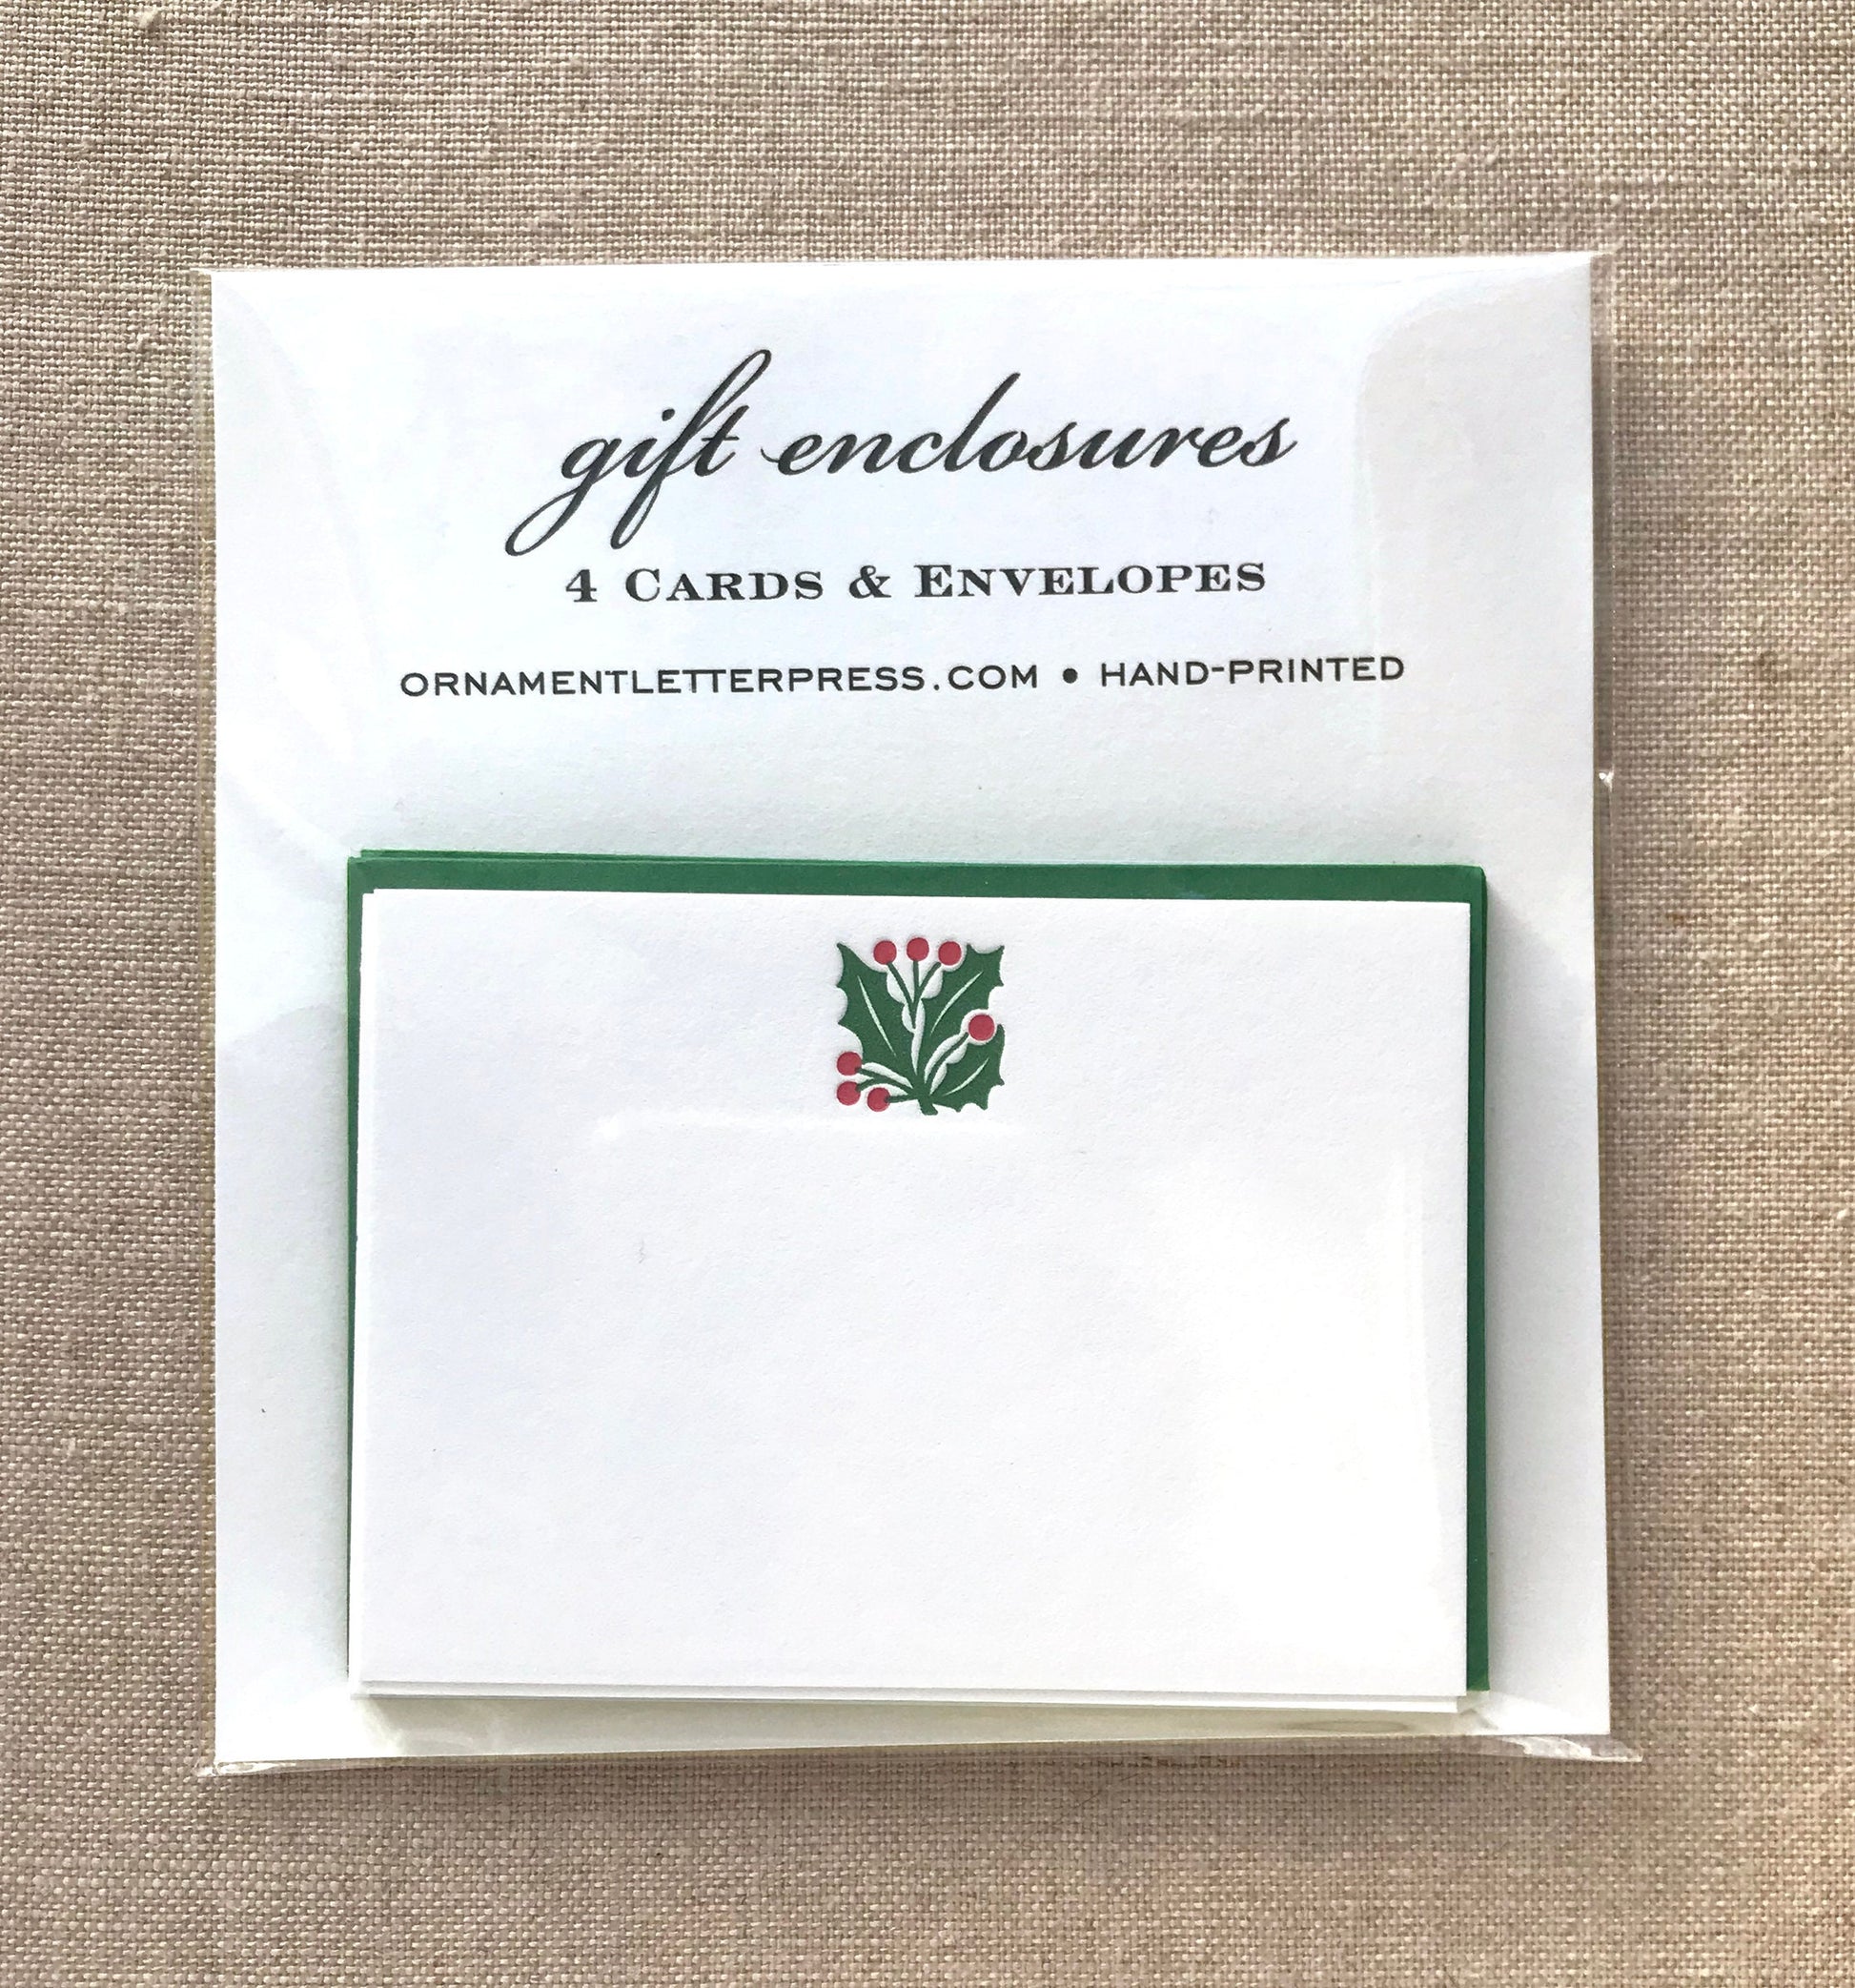 gift enclosures
4 CARDS & ENVELOPES
ORNAMENTLETTERPRESS.COM • HAND-PRINTED